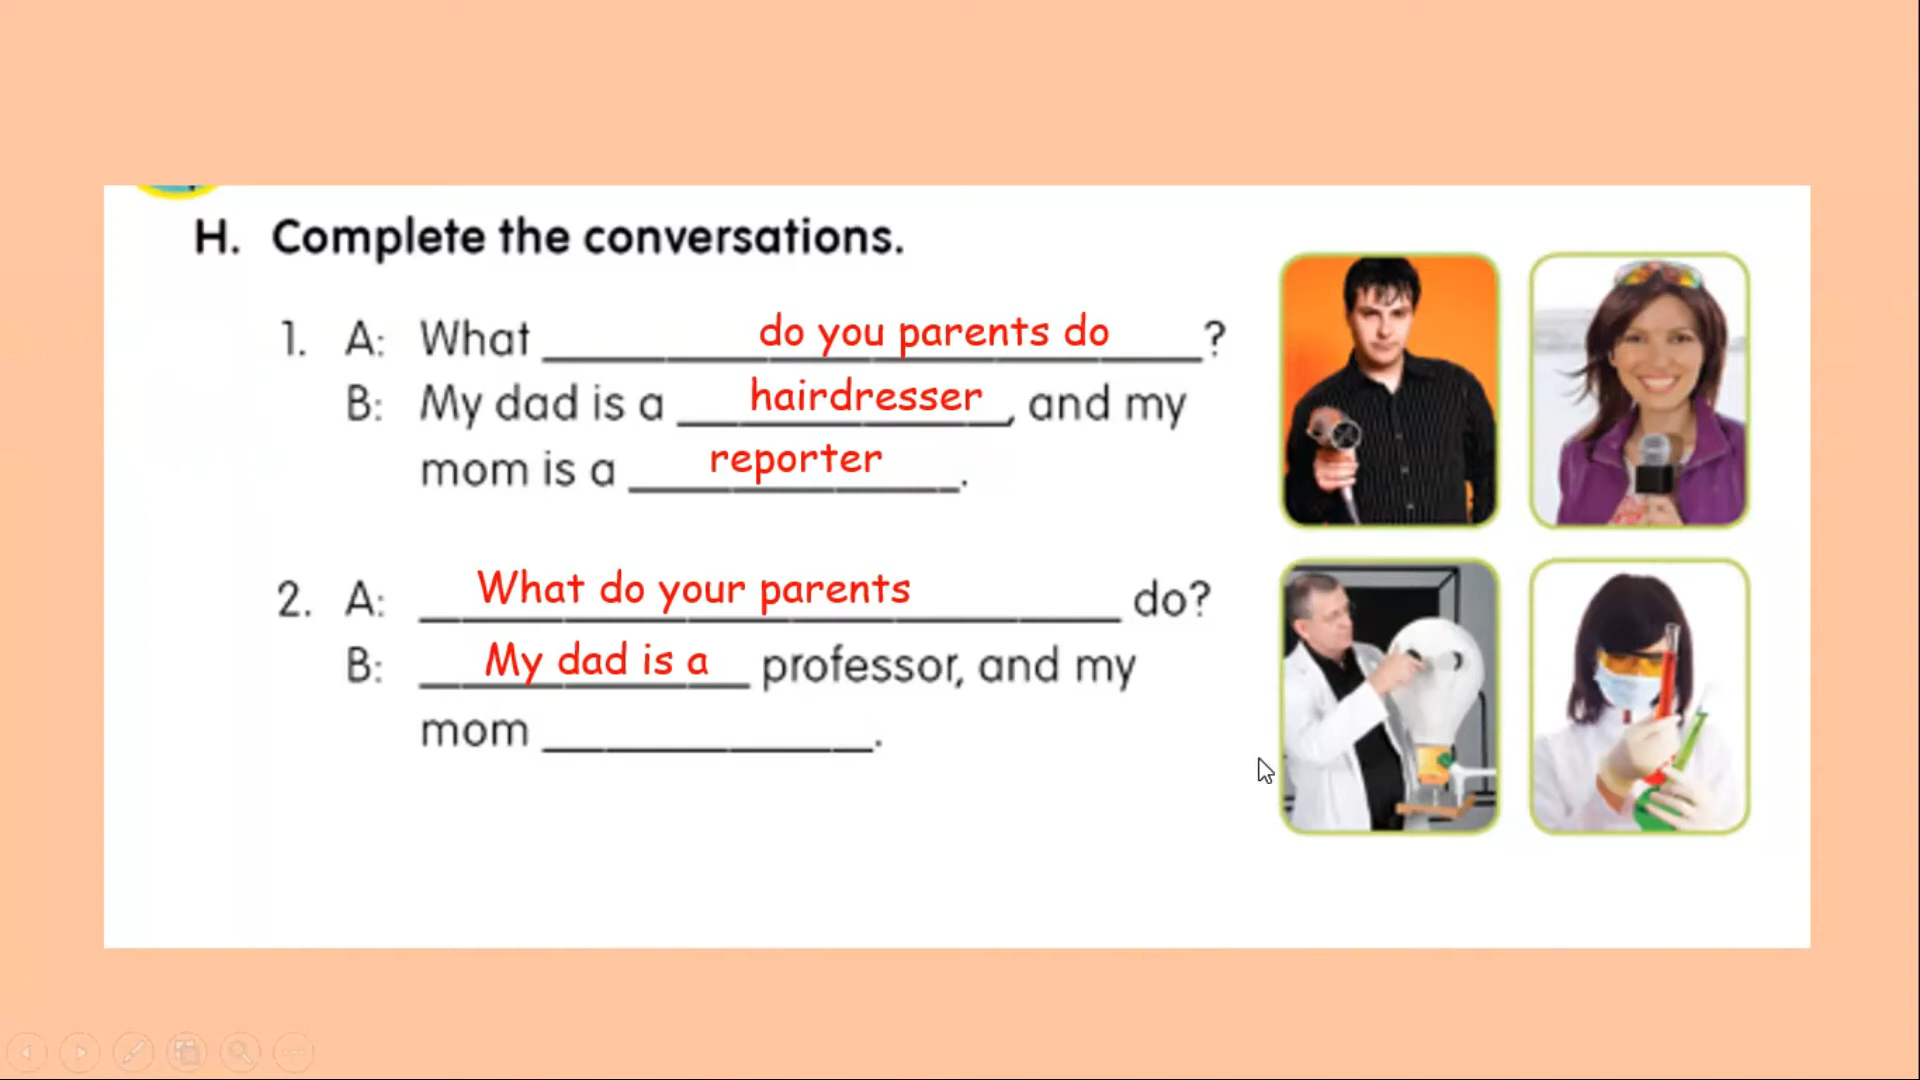 H. Complete the conversations.
1. A: What do you parents do?
B: My dad is a hairdresser, and my
mom is a reporter.
2. A: What do your parents do?
B: My dad is a professor, and my
mom ____________.